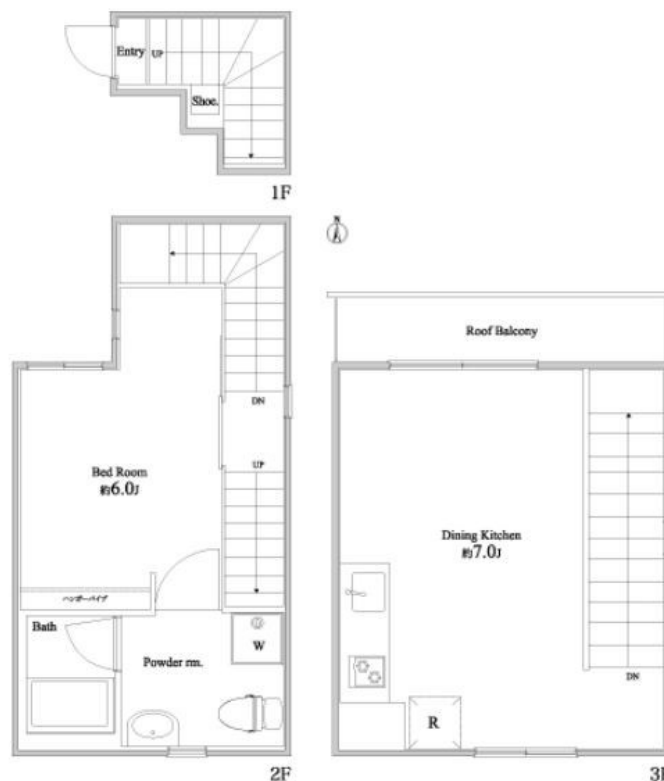 Entry
UP
Shoe.
1F
N
Roof Balcony
DN
UP
Bed Room
約6.0J
Dining Kitchen
約7.0J
ハンガーパイプ
Bath
Powder rm.
W
DN
R
2F
3F